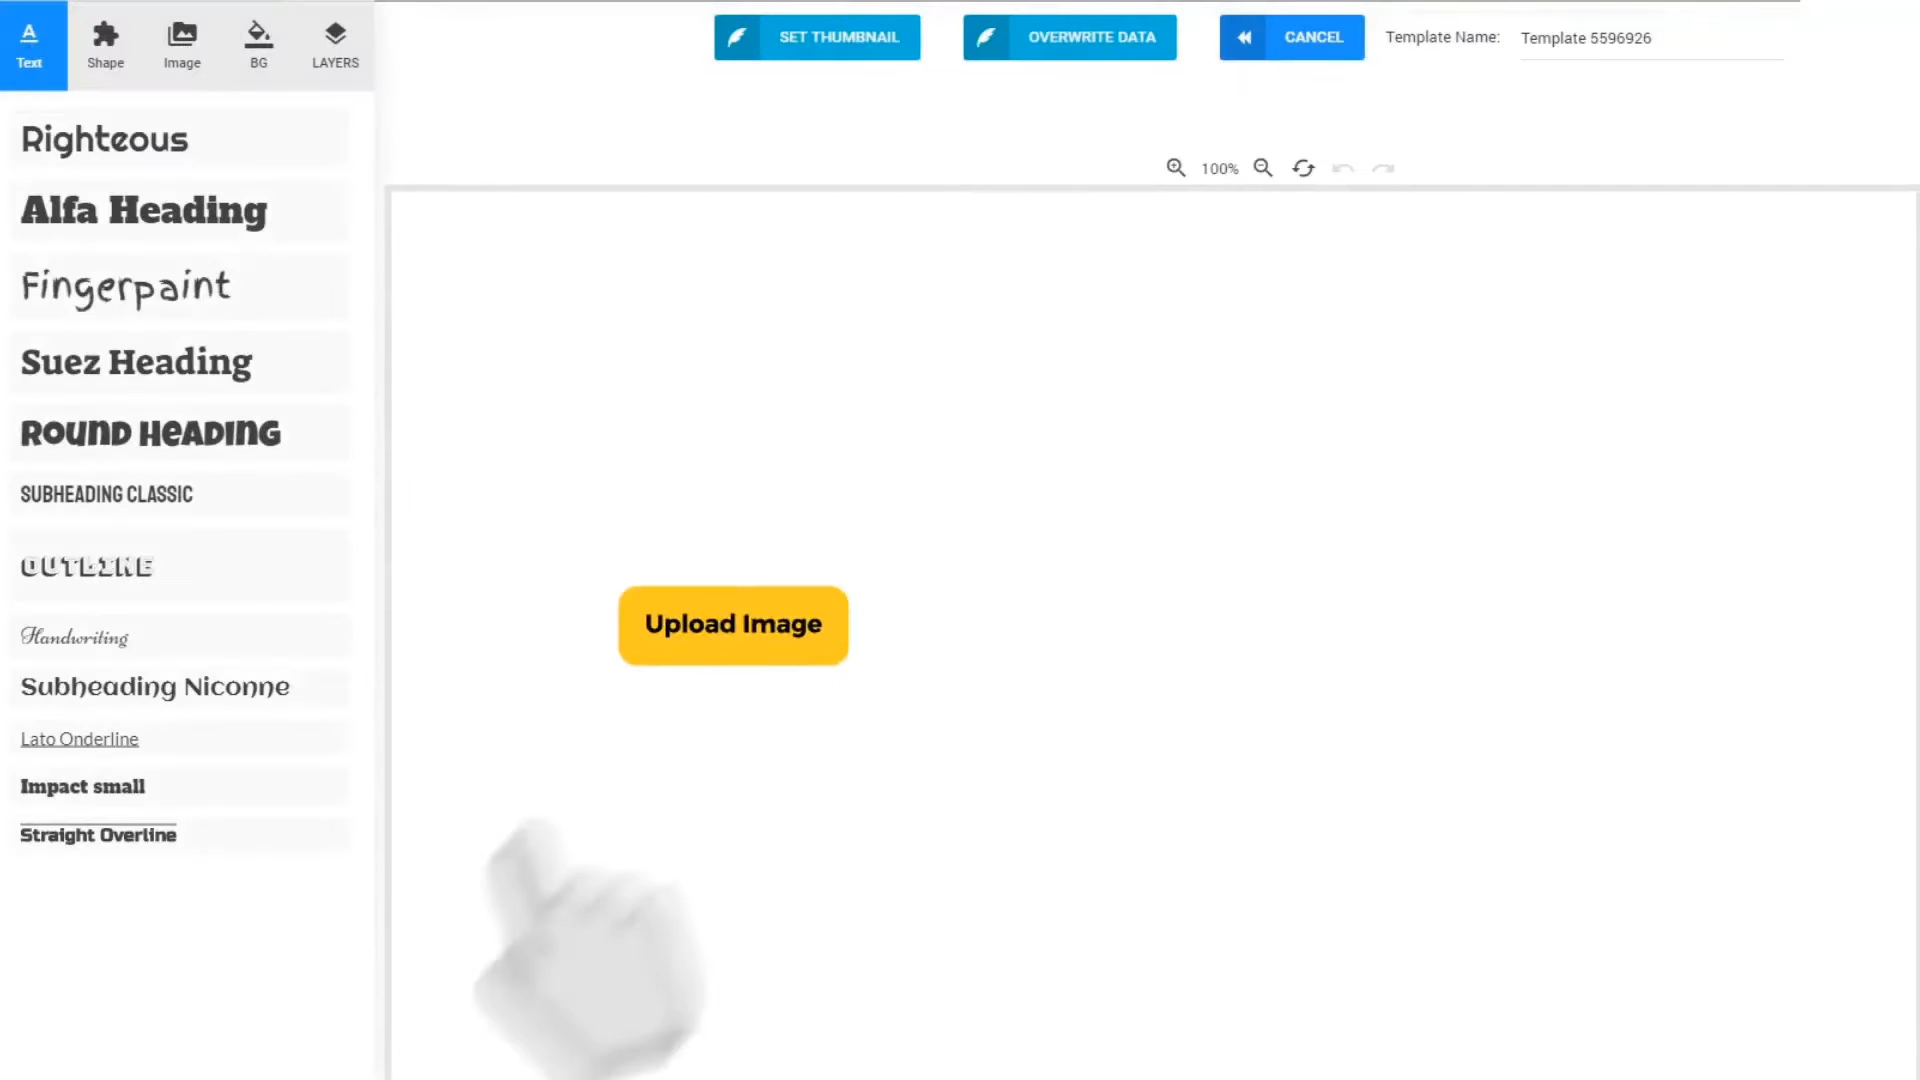 A
Text
Shape
Image
BG
LAYERS
SET THUMBNAIL
OVERWRITE DATA
CANCEL
Template Name:
Template 5596926
100%
Righteous
Alfa Heading
Fingerpaint
Suez Heading
Round Heading
SUBHEADING CLASSIC
OUTLINE
Handwriting
Subheading Niconne
Lato Onderline
Impact small
Straight Overline
Upload Image